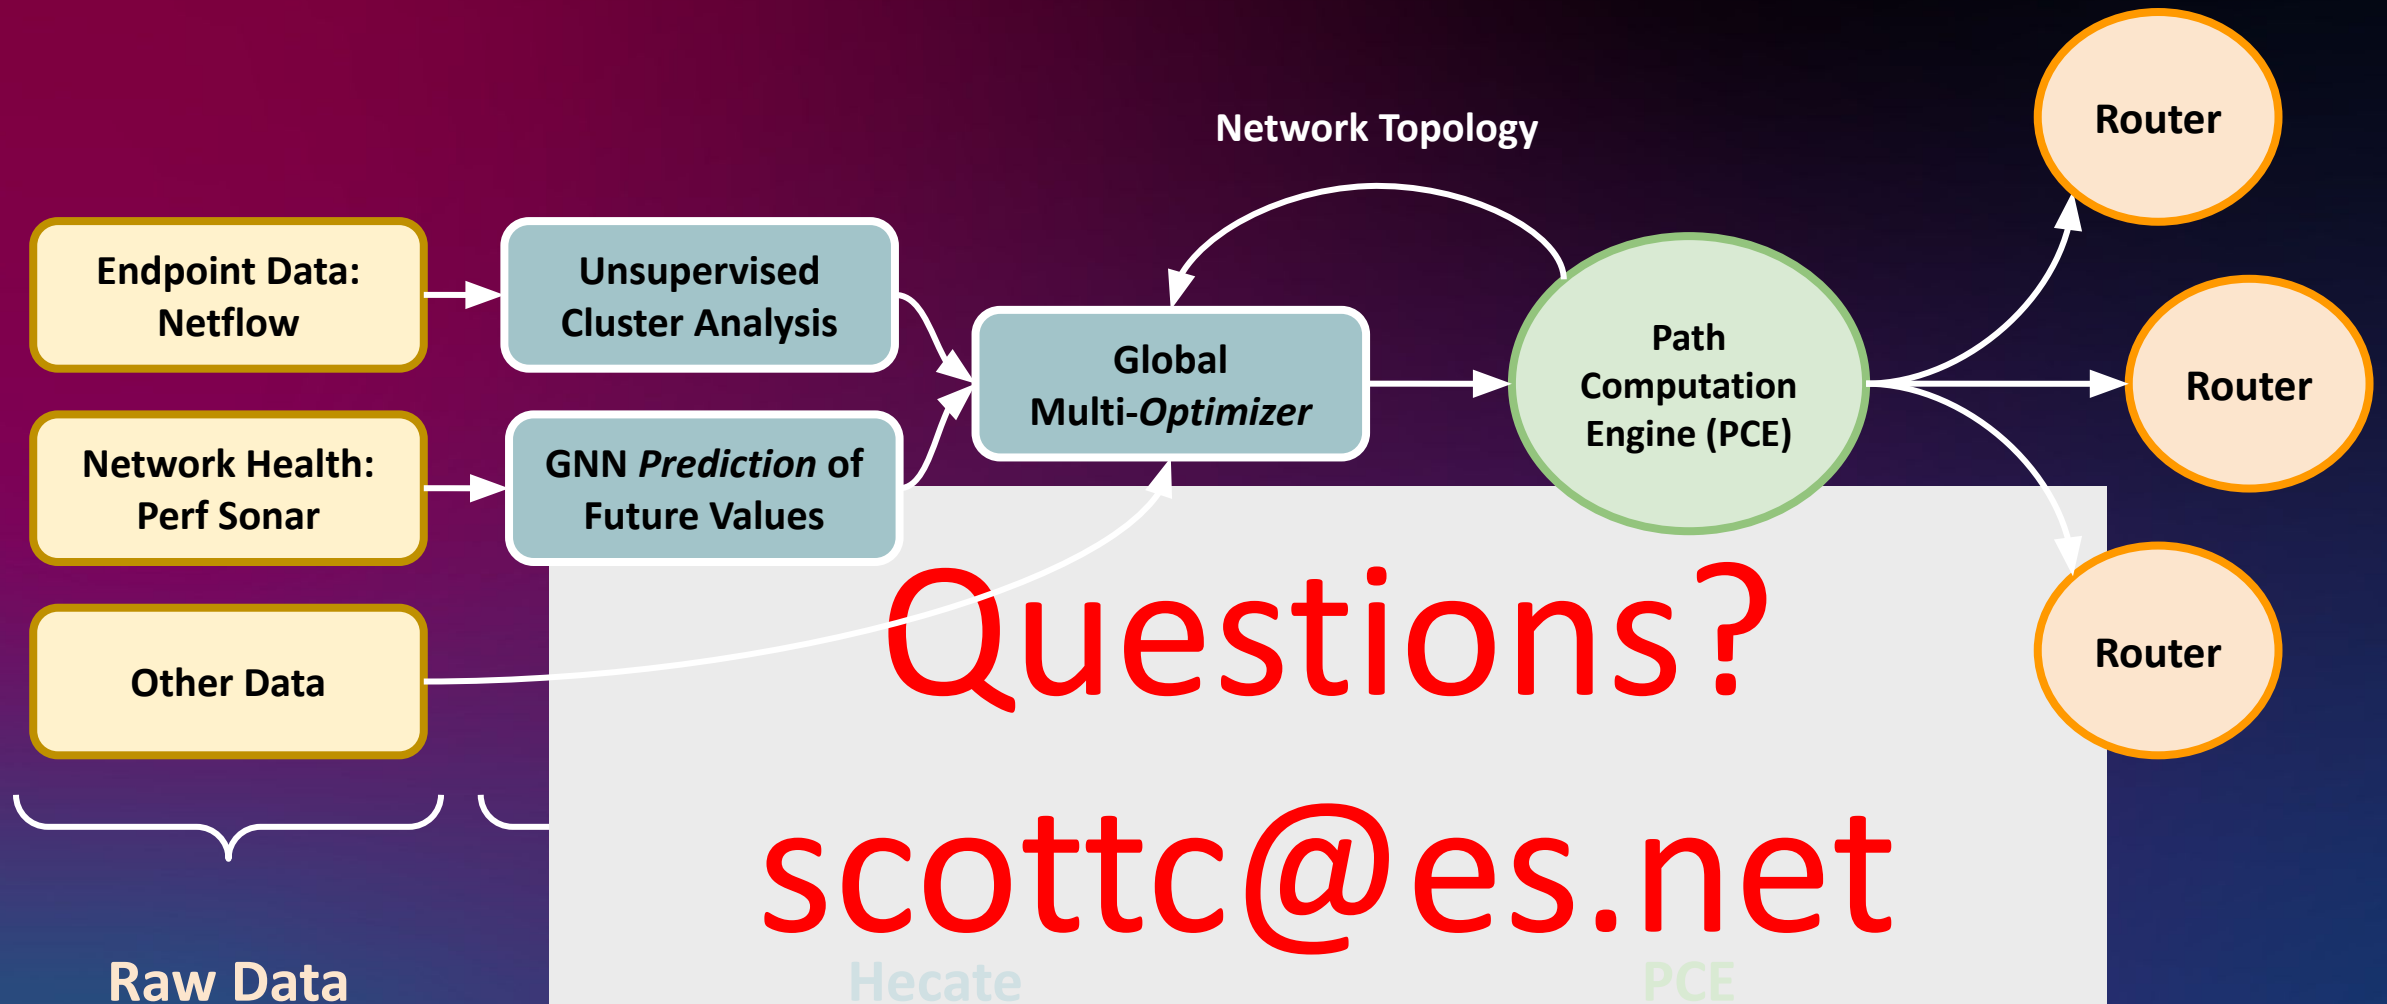 Network Topology
Router
Endpoint Data:
Netflow
Unsupervised
Cluster Analysis
Global
Multi-Optimizer
Path
Computation
Engine (PCE)
Router
Network Health:
Perf Sonar
GNN Prediction of
Future Values
Other Data
Router
Questions?
scottc@es.net
Raw Data
Hecate
PCE